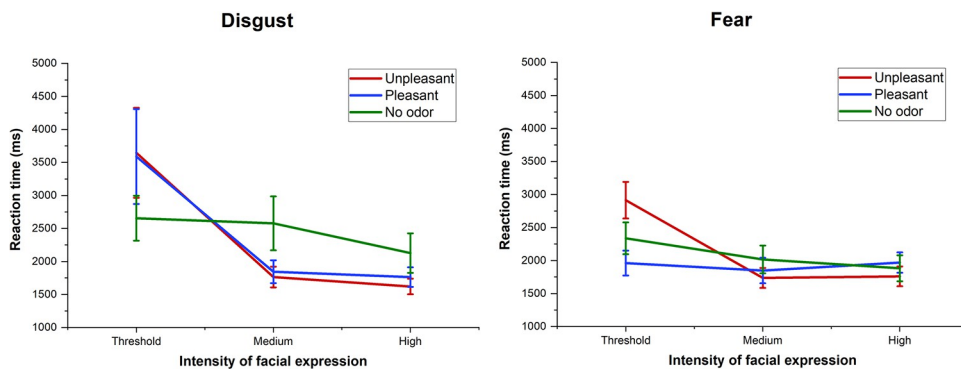 Disgust
Reaction time (ms)
5000
4500
4000
3500
3000
2500
2000
1500
1000
Unpleasant
Pleasant
No odor
Threshold
Medium
High
Intensity of facial expression
Fear
Reaction time (ms)
5000
4500
4000
3500
3000
2500
2000
1500
1000
Unpleasant
Pleasant
No odor
Threshold
Medium
High
Intensity of facial expression